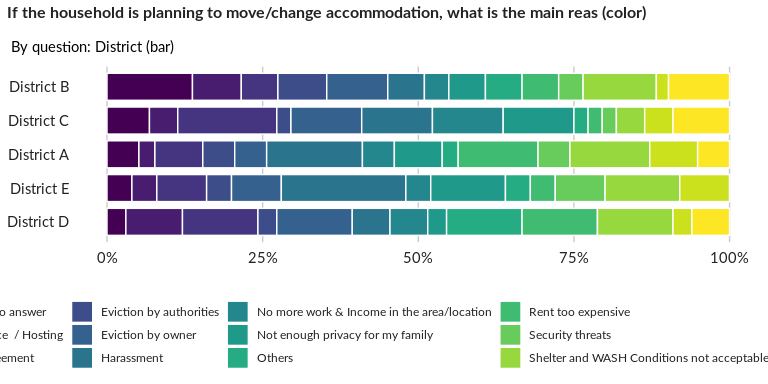 If the household is planning to move/change accommodation, what is the main reas (color)
By question: District (bar)
District B
District C
District A
District E
District D
0% 25% 50% 75% 100%
o answer Eviction by authorities No more work & Income in the area/location Rent too expensive
ce / Hosting Eviction by owner Not enough privacy for my family Security threats
eement Harassment Others Shelter and WASH Conditions not acceptable